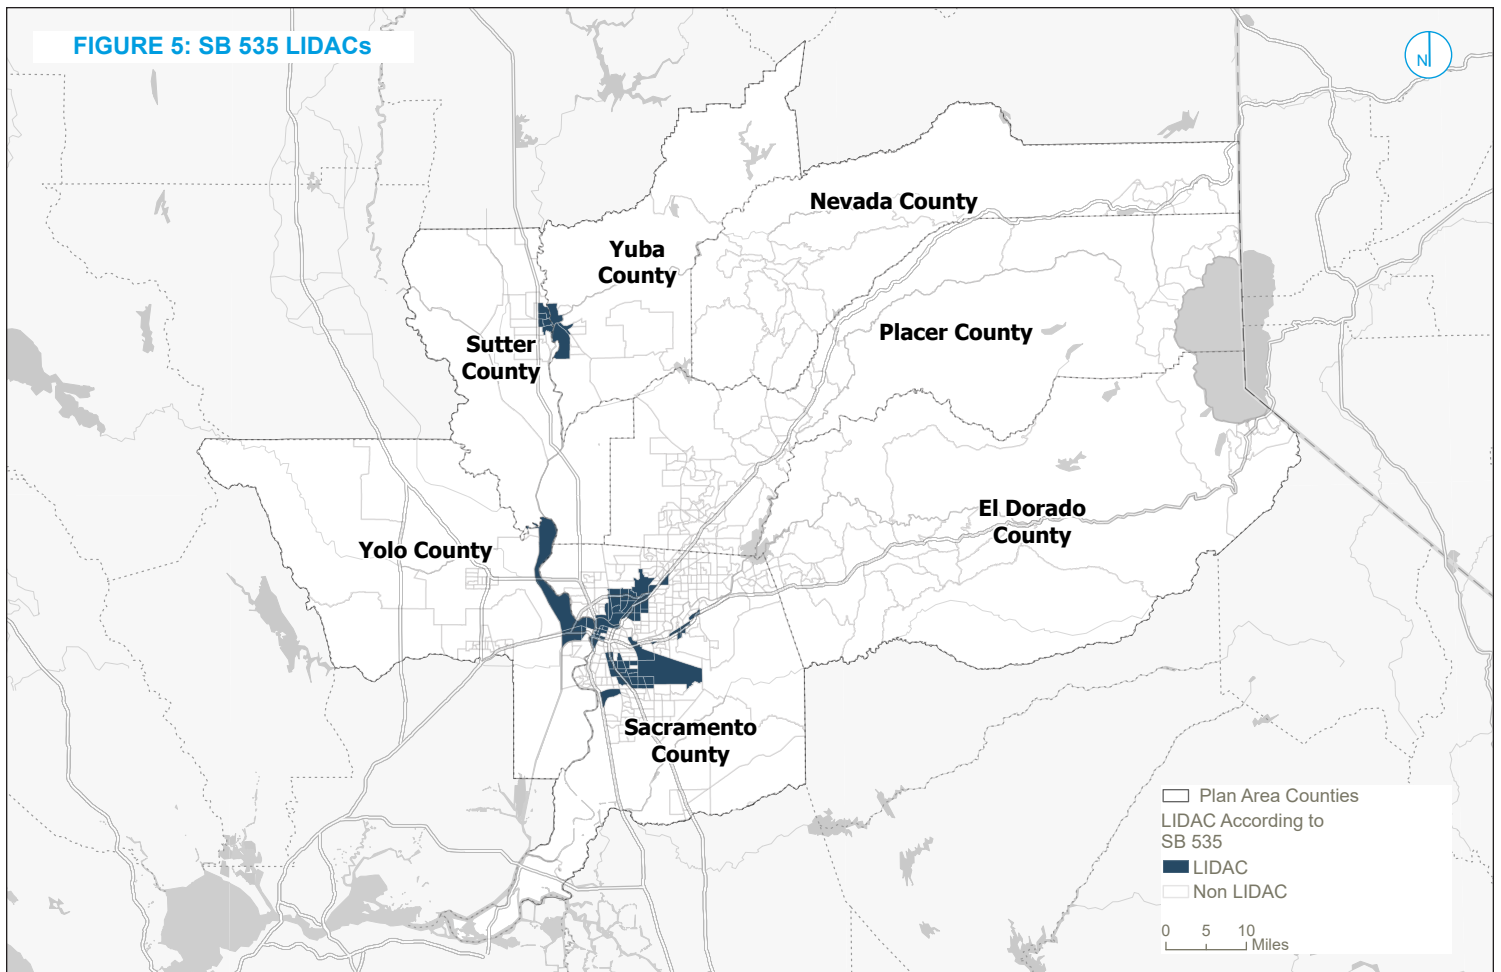 FIGURE 5: SB 535 LIDACs
N
Nevada County
Yuba
County
Placer County
Sutter
County
El Dorado
County
Yolo County
Sacramento
County
Plan Area Counties
LIDAC According to
SB 535
LIDAC
Non LIDAC
0 5 10
Miles